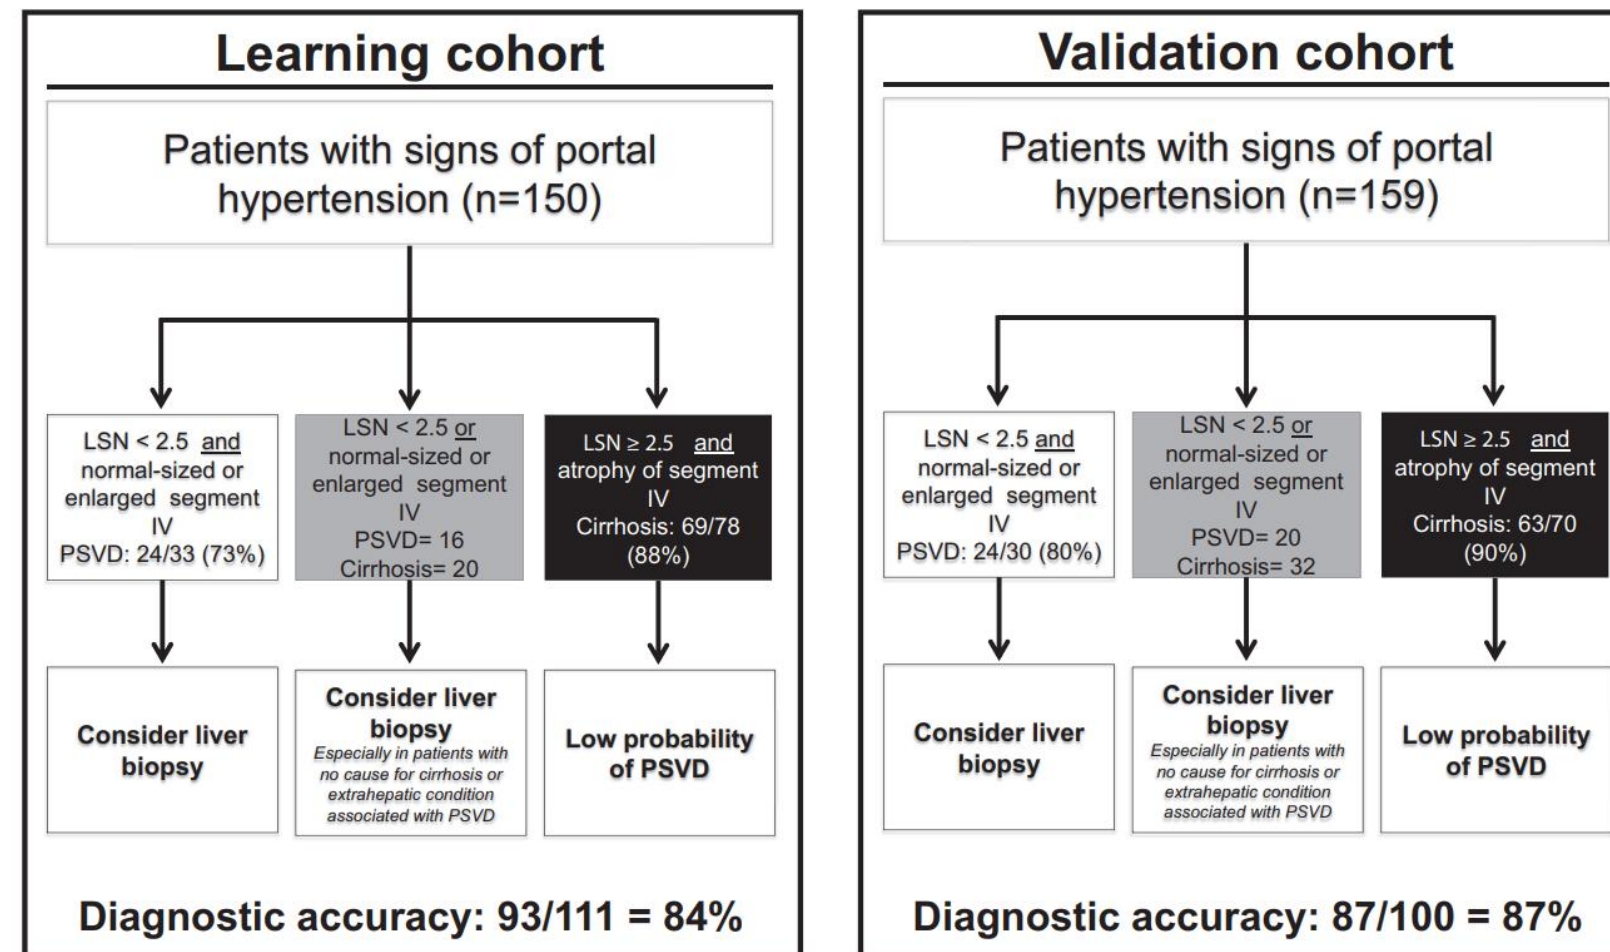 Learning cohort
Patients with signs of portal
hypertension (n=150)
LSN < 2.5 and
normal-sized or
enlarged segment
IV
PSVD: 24/33 (73%)
LSN < 2.5 or
normal-sized or
enlarged segment
IV
PSVD= 16
Cirrhosis= 20
LSN ≥ 2.5 and
atrophy of segment
IV
Cirrhosis: 69/78
(88%)
Consider liver
biopsy
Consider liver
biopsy
Especially in patients with
no cause for cirrhosis or
extrahepatic condition
associated with PSVD
Low probability
of PSVD
Diagnostic accuracy: 93/111 = 84%
Validation cohort
Patients with signs of portal
hypertension (n=159)
LSN < 2.5 and
normal-sized or
enlarged segment
IV
PSVD: 24/30 (80%)
LSN < 2.5 or
normal-sized or
enlarged segment
IV
PSVD= 20
Cirrhosis= 32
LSN ≥ 2.5 and
atrophy of segment
IV
Cirrhosis: 63/70
(90%)
Consider liver
biopsy
Consider liver
biopsy
Especially in patients with
no cause for cirrhosis or
extrahepatic condition
associated with PSVD
Low probability
of PSVD
Diagnostic accuracy: 87/100 = 87%